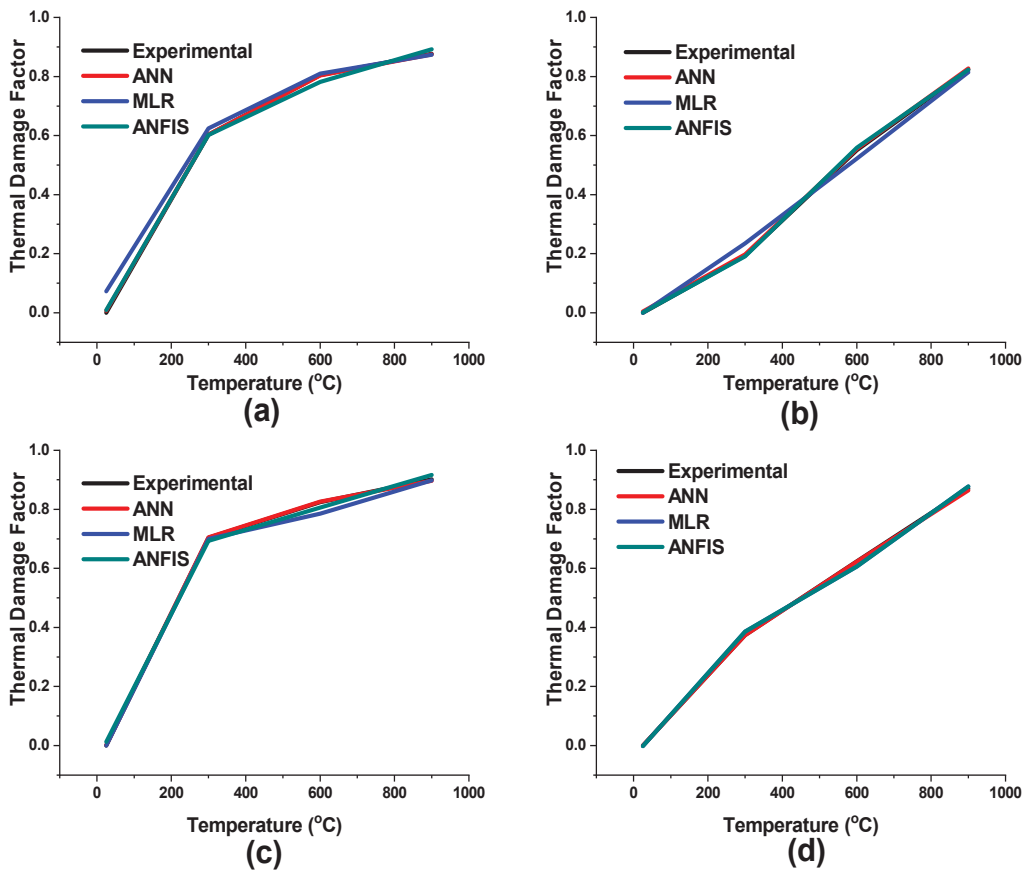 Thermal Damage Factor
1.0
0.8
0.6
0.4
0.2
0.0
Experimental
ANN
MLR
ANFIS
0 200 400 600 800 1000
Temperature (°C)
(a)
Thermal Damage Factor
1.0
0.8
0.6
0.4
0.2
0.0
Experimental
ANN
MLR
ANFIS
0 200 400 600 800 1000
Temperature (°C)
(b)
Thermal Damage Factor
1.0
0.8
0.6
0.4
0.2
0.0
Experimental
ANN
MLR
ANFIS
0 200 400 600 800 1000
Temperature (°C)
(c)
Thermal Damage Factor
1.0
0.8
0.6
0.4
0.2
0.0
Experimental
ANN
MLR
ANFIS
0 200 400 600 800 1000
Temperature (°C)
(d)